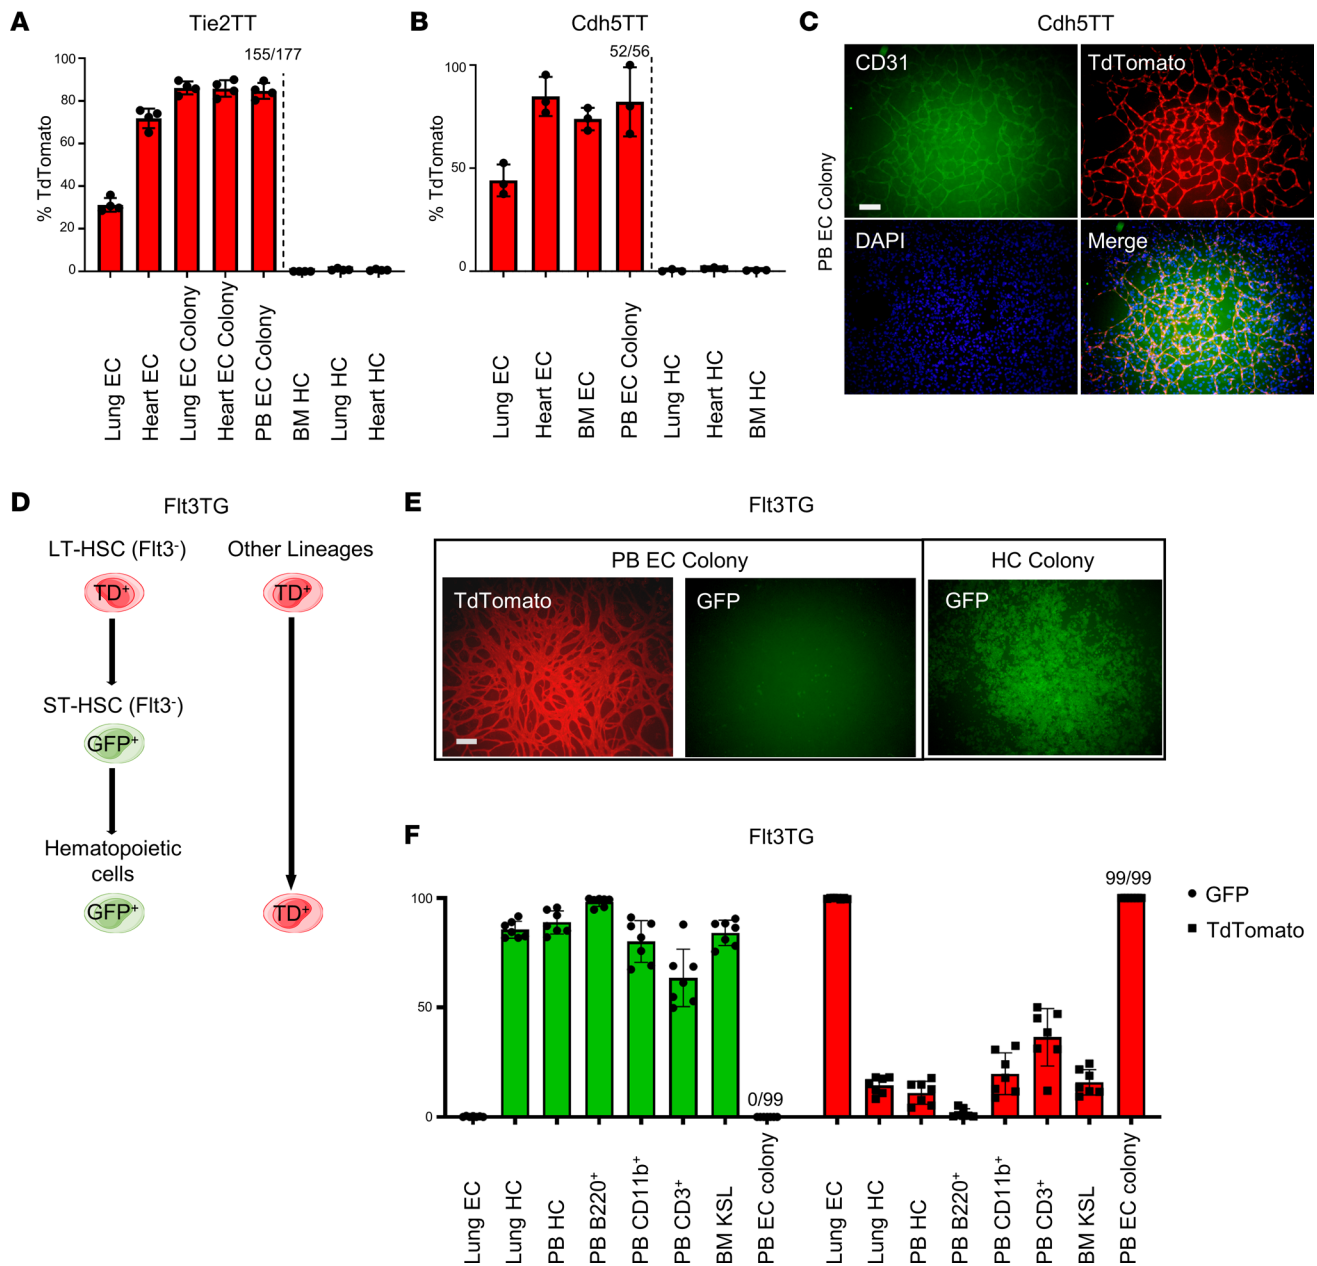 A
Tie2TT
155/177
100
80
60
40
20
0
% TdTomato
Lung EC
Heart EC
Lung EC Colony
Heart EC Colony
PB EC Colony
BM HC
Lung HC
Heart HC
B
Cdh5TT
52/56
100
50
0
% TdTomato
Lung EC
Heart EC
BM EC
PB EC Colony
Lung HC
Heart HC
BM HC
C
Cdh5TT
PB EC Colony
CD31
TdTomato
DAPI
Merge
D
Flt3TG
LT-HSC (Flt3-)
Other Lineages
TD+
TD+
ST-HSC (Flt3-)
GFP+
Hematopoietic
cells
GFP+
TD+
E
Flt3TG
PB EC Colony
HC Colony
TdTomato
GFP
GFP
F
Flt3TG
100
50
0
0/99
99/99
GFP
TdTomato
Lung EC
Lung HC
PB HC
PB B220+
PB CD11b+
PB CD3+
BM KSL
PB EC colony
Lung EC
Lung HC
PB HC
PB B220+
PB CD11b+
PB CD3+
BM KSL
PB EC colony